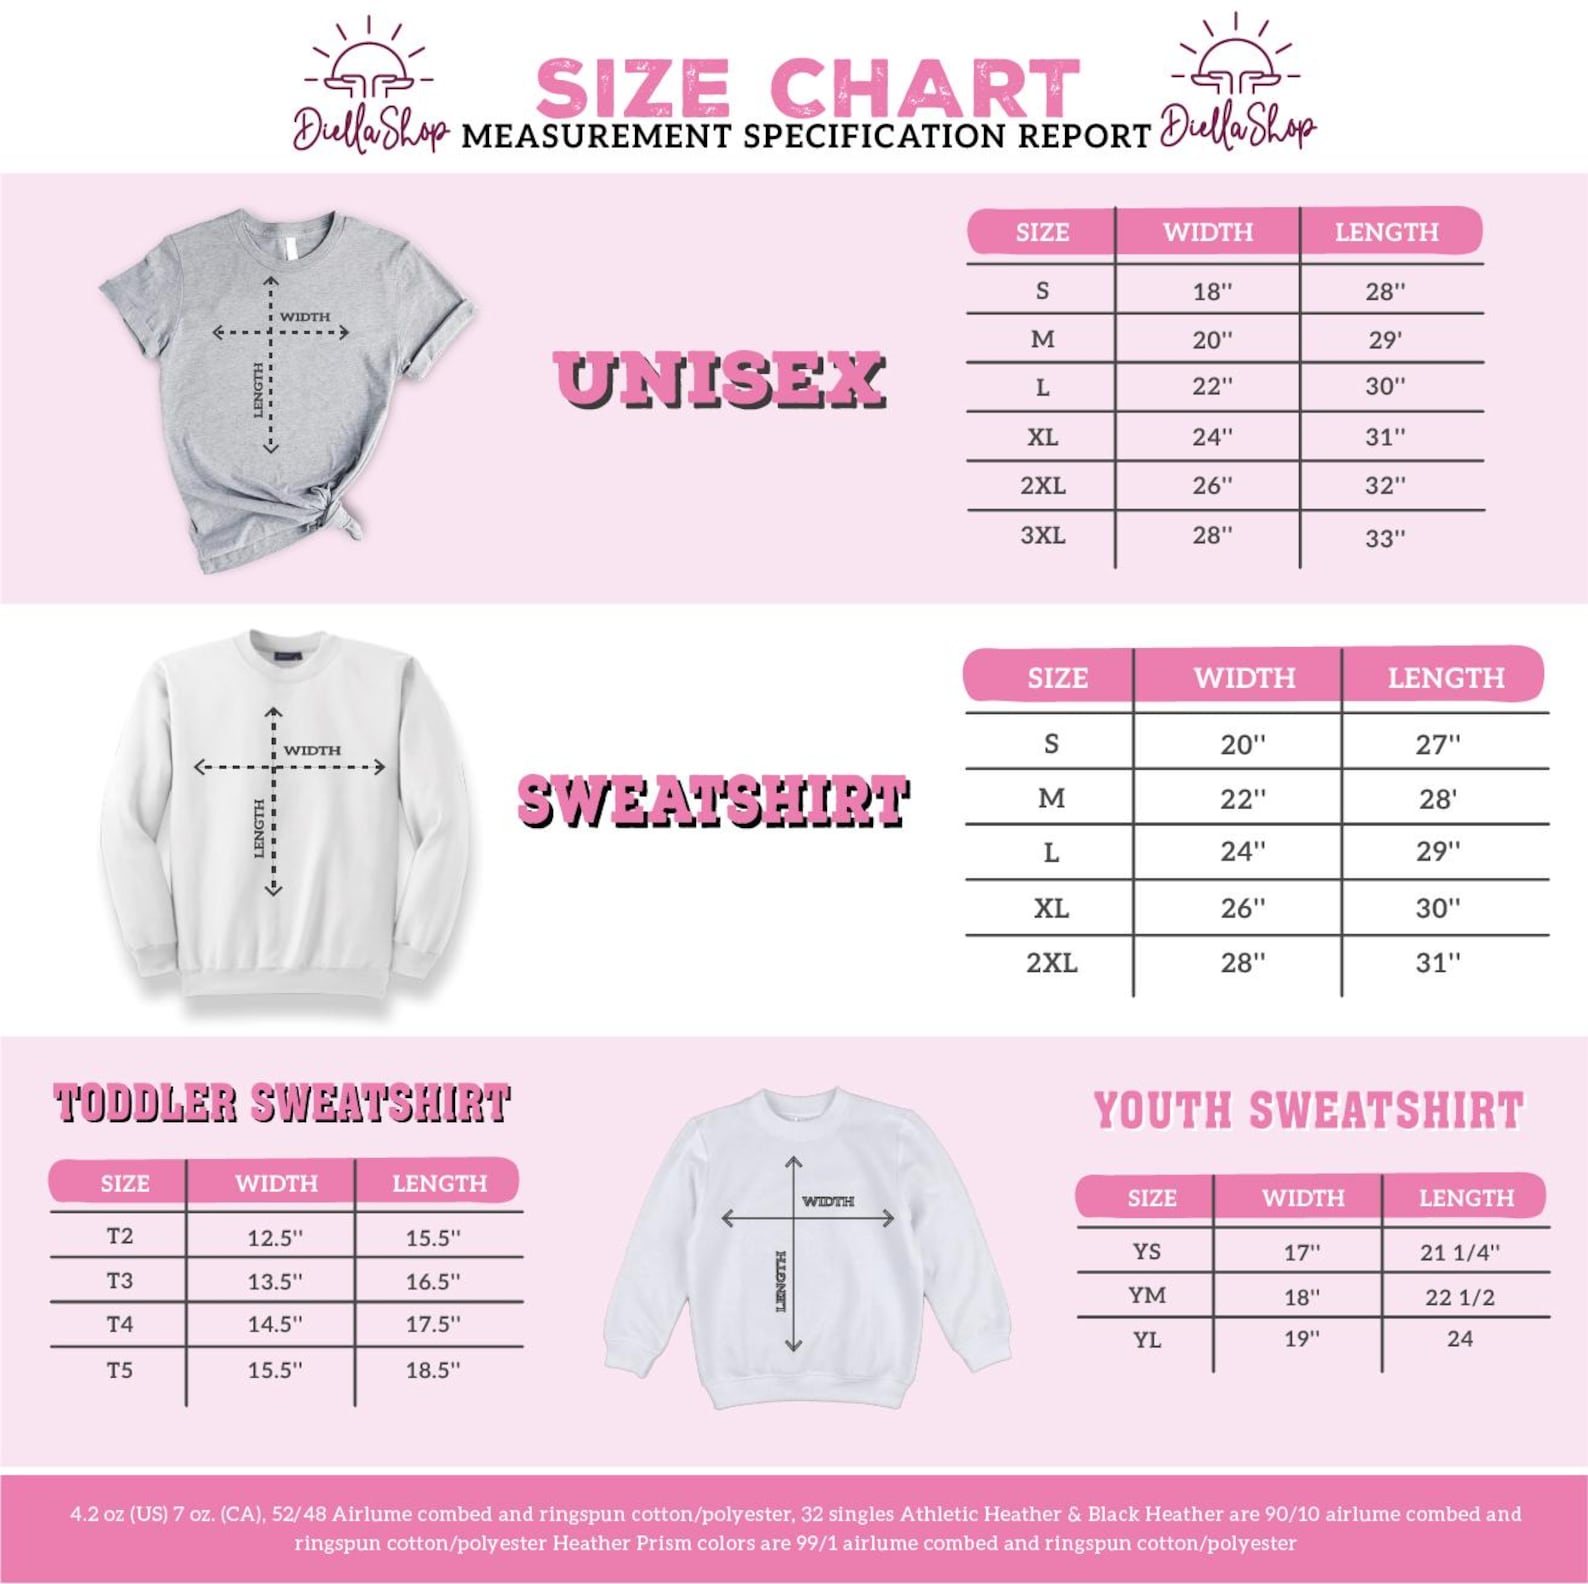 DiellaShop
SIZE CHART
DiellaShop
MEASUREMENT SPECIFICATION REPORT
WIDTH
LENGTH
UNISEX
SIZE WIDTH LENGTH
S 18'' 28''
M 20'' 29'
L 22'' 30''
XL 24'' 31''
2XL 26'' 32''
3XL 28'' 33''
WIDTH
LENGTH
SWEATSHIRT
SIZE WIDTH LENGTH
S 20'' 27''
M 22'' 28'
L 24'' 29''
XL 26'' 30''
2XL 28'' 31''
TODDLER SWEATSHIRT
SIZE WIDTH LENGTH
T2 12.5'' 15.5''
T3 13.5'' 16.5''
T4 14.5'' 17.5''
T5 15.5'' 18.5''
WIDTH
LENGTH
YOUTH SWEATSHIRT
SIZE WIDTH LENGTH
YS 17'' 21 1/4''
YM 18'' 22 1/2
YL 19'' 24
4.2 oz (US) 7 oz. (CA), 52/48 Airlume combed and ringspun cotton/polyester, 32 singles Athletic Heather & Black Heather are 90/10 airlume combed and
ringspun cotton/polyester Heather Prism colors are 99/1 airlume combed and ringspun cotton/polyester